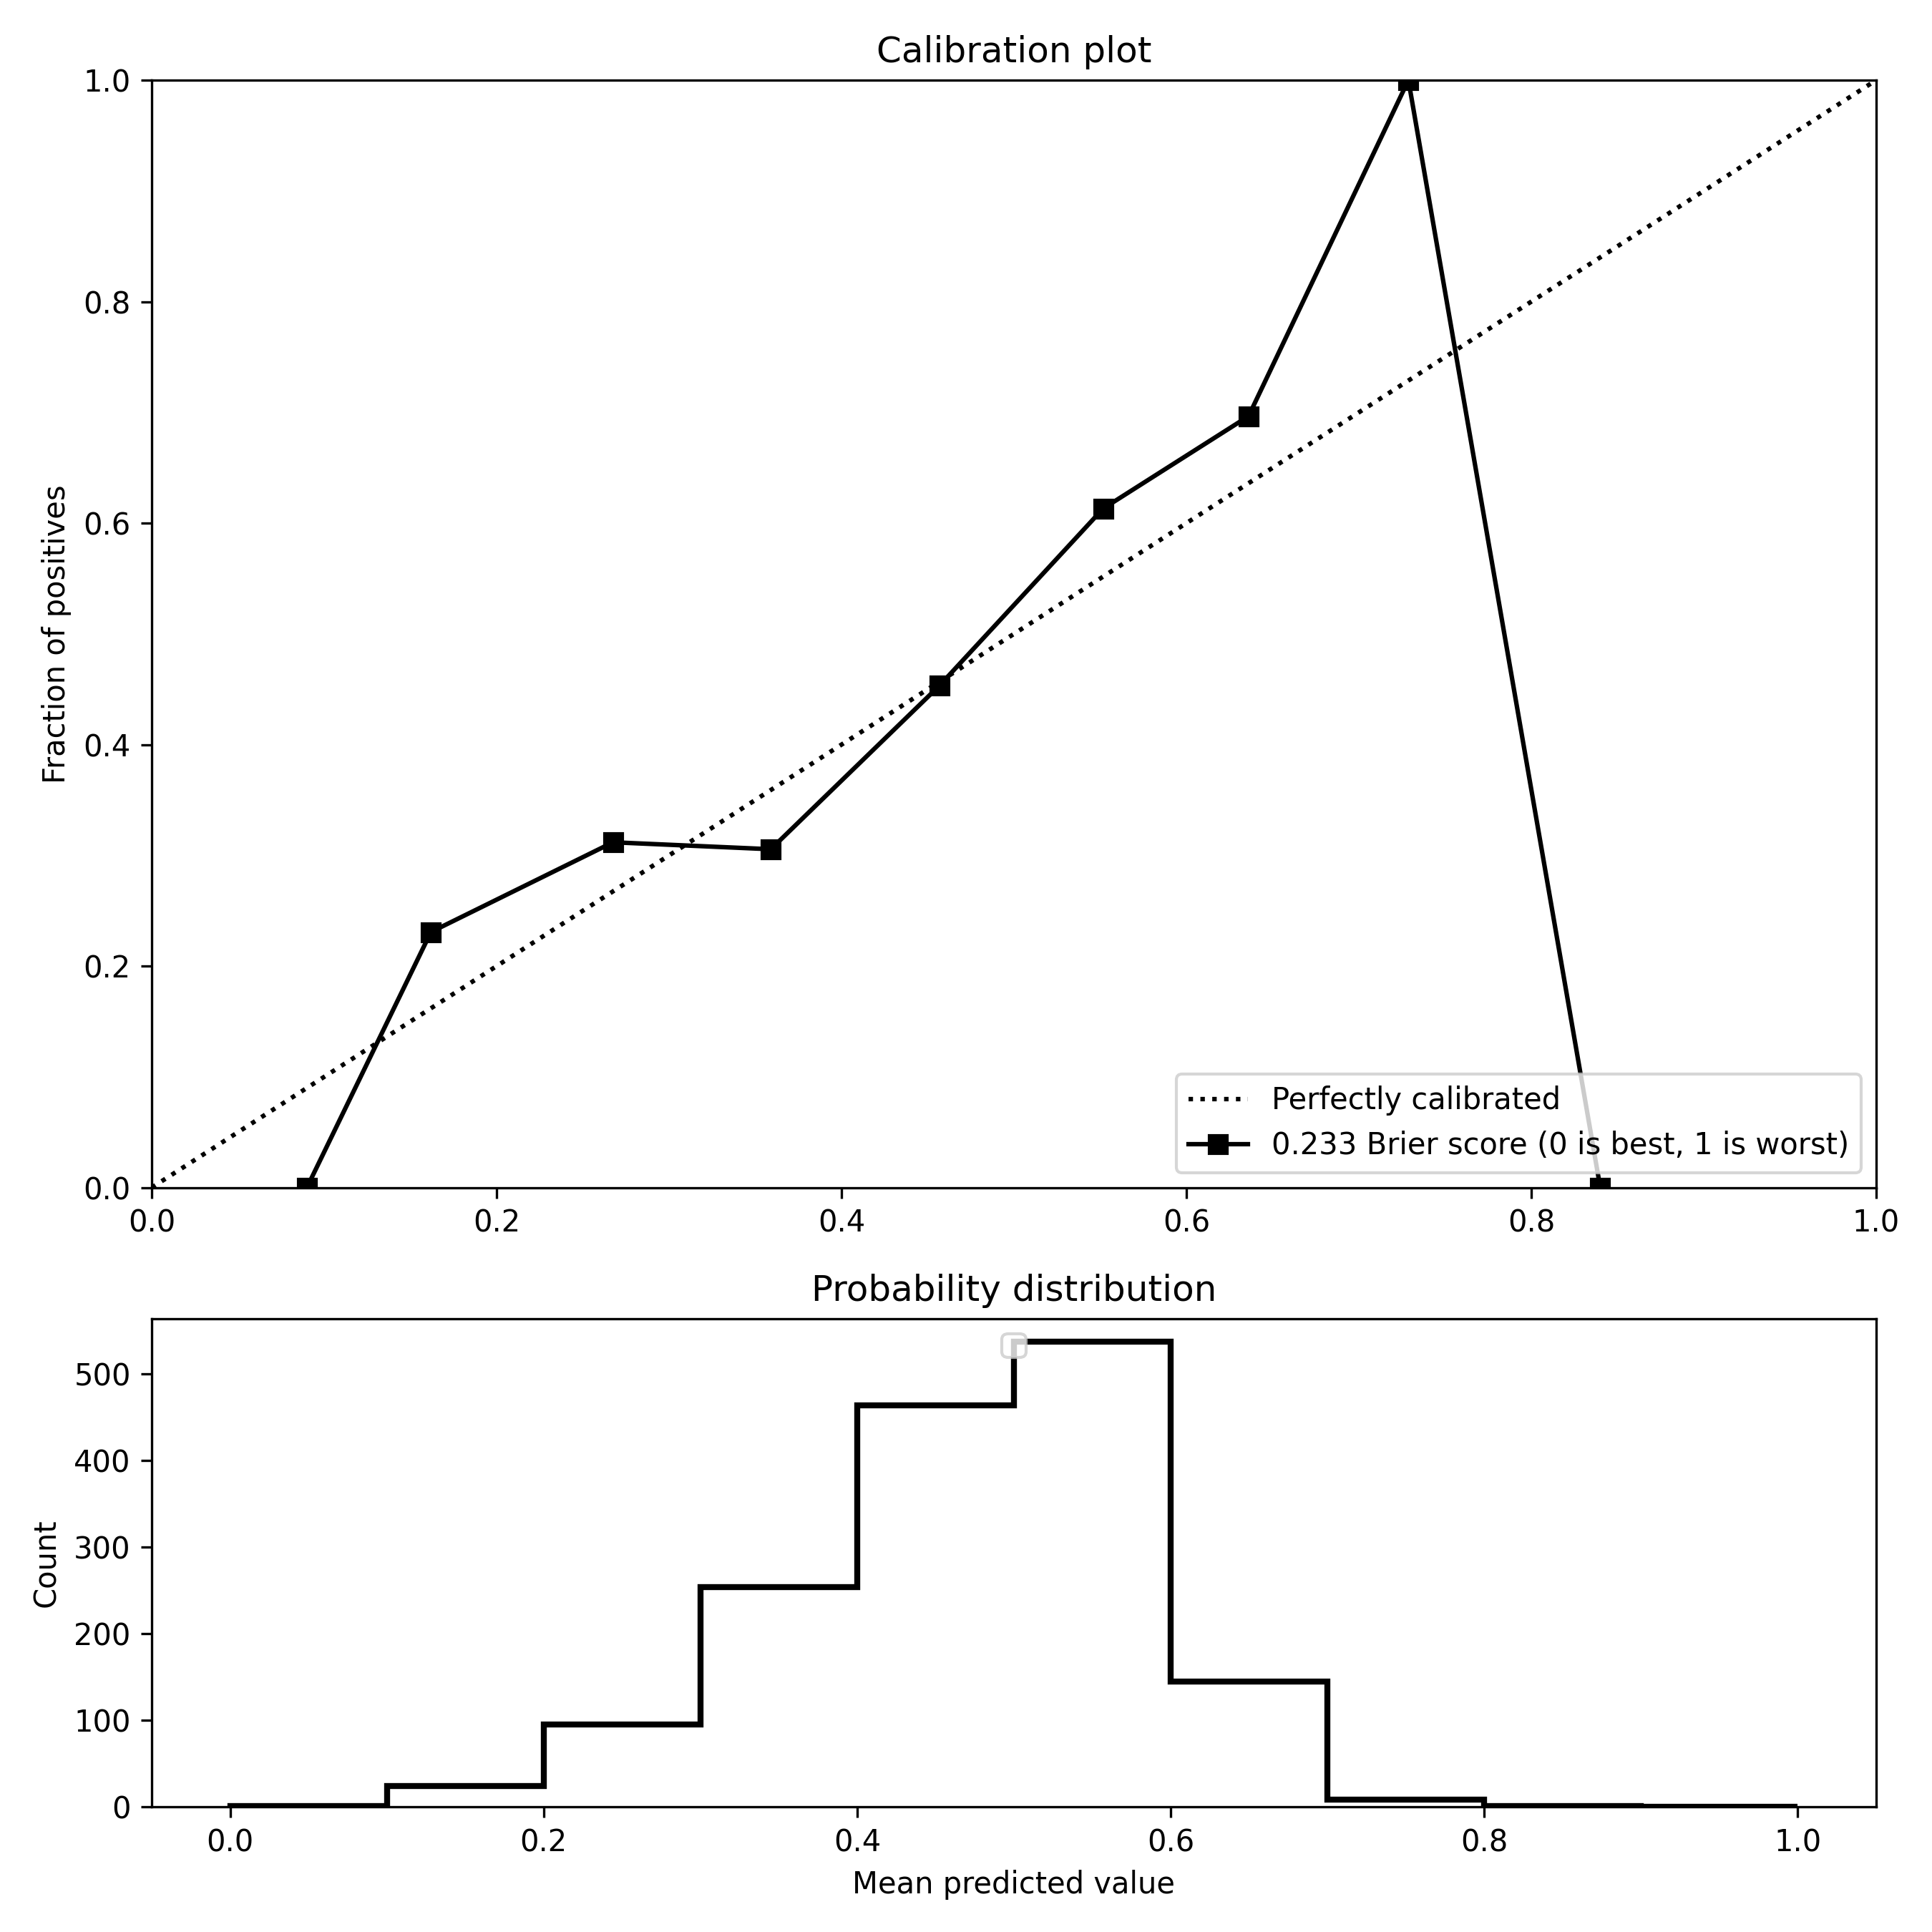 Calibration plot
1.0
0.8
0.6
0.4
0.2
0.0
Fraction of positives
0.0 0.2 0.4 0.6 0.8 1.0
Perfectly calibrated
0.233 Brier score (0 is best, 1 is worst)
Probability distribution
500
400
300
200
100
0
Count
0.0 0.2 0.4 0.6 0.8 1.0
Mean predicted value